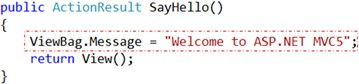 public ActionResult SayHello()
{
    ViewBag.Message = "Welcome to ASP.NET MVC5";
    return View();
}